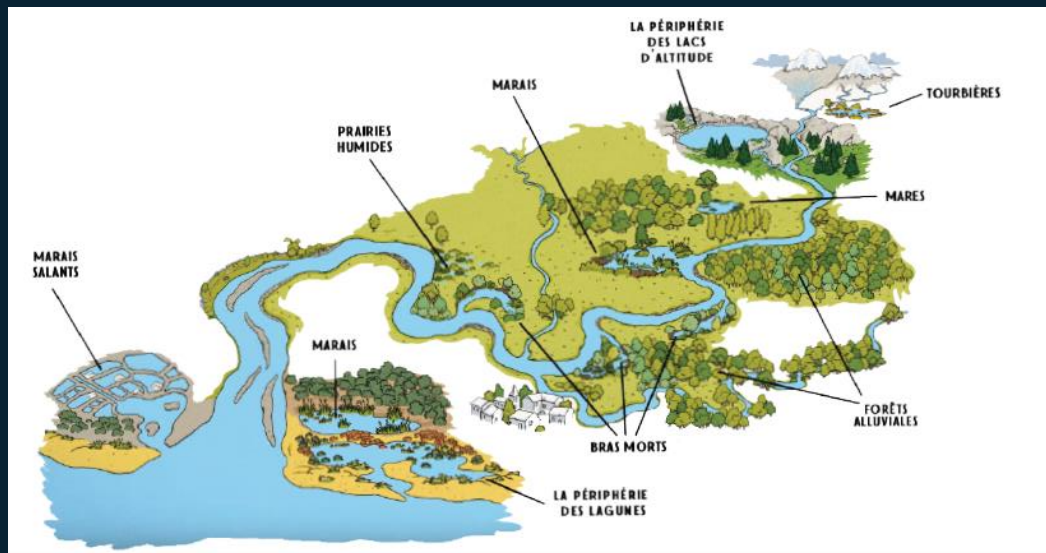 LA PÉRIPHÉRIE
DES LACS
D'ALTITUDE
MARAIS
TOURBIÈRES
PRAIRIES
HUMIDES
MARES
MARAIS
SALANTS
MARAIS
FORÊTS
ALLUVIALES
BRAS MORTS
LA PÉRIPHÉRIE
DES LAGUNES